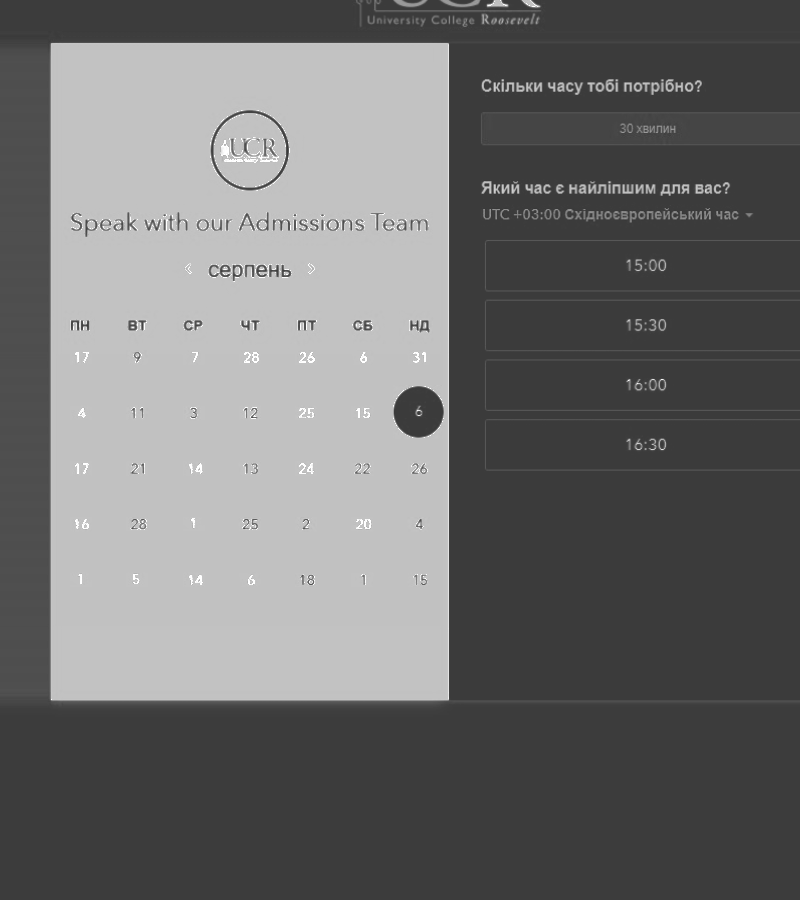 UCR
University College Roosevelt
UCR
Speak with our Admissions Team
серпень
ПН ВТ СР ЧТ ПТ СБ НД
17 9 7 28 26 6 31
4 11 3 12 25 15 6
17 21 14 13 24 22 26
16 28 1 25 2 20 4
1 5 14 6 18 1 15
Скільки часу тобі потрібно?
30 хвилин
Який час є найліпшим для вас?
UTC +03:00 Східноєвропейський час
15:00
15:30
16:00
16:30